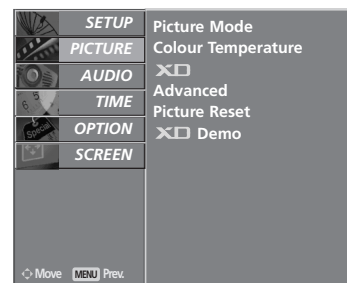 SETUP
PICTURE
AUDIO
TIME
OPTION
SCREEN
Move MENU Prev.
Picture Mode
Colour Temperature
XD
Advanced
Picture Reset
XD Demo